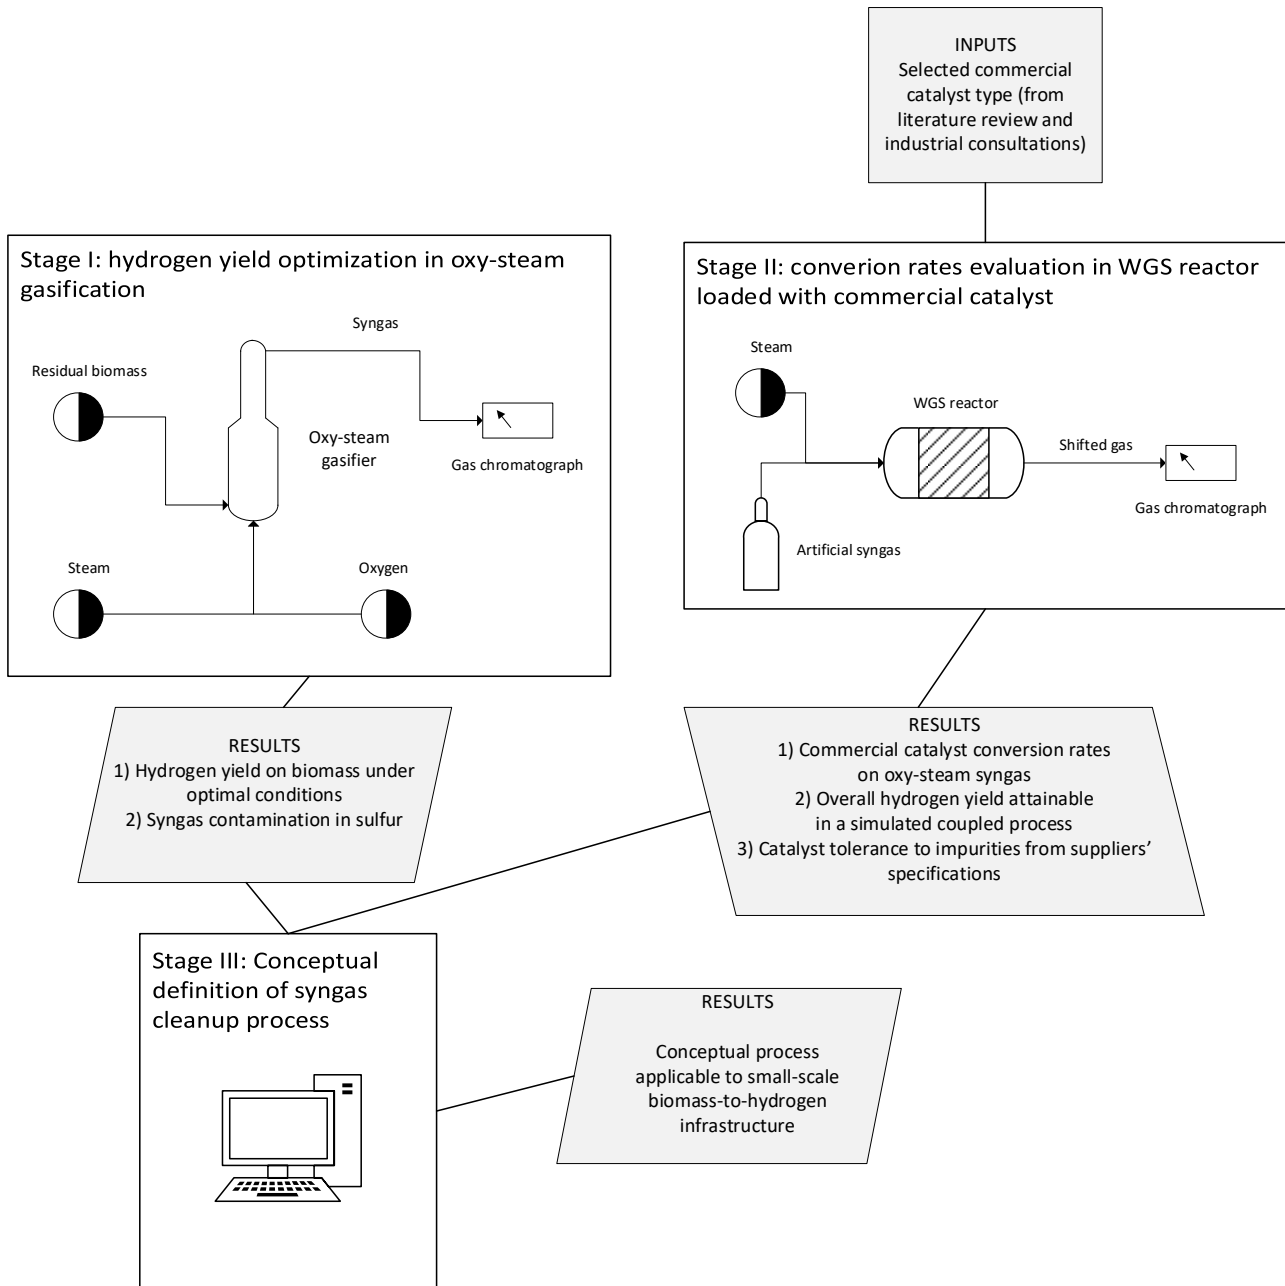 INPUTS
Selected commercial
catalyst type (from
literature review and
industrial consultations)
Stage I: hydrogen yield optimization in oxy-steam
gasification
Syngas
Residual biomass
Oxy-steam
gasifier
Gas chromatograph
Steam
Oxygen
Stage II: converion rates evaluation in WGS reactor
loaded with commercial catalyst
Steam
WGS reactor
Shifted gas
Gas chromatograph
Artificial syngas
RESULTS
1) Hydrogen yield on biomass under
optimal conditions
2) Syngas contamination in sulfur
RESULTS
1) Commercial catalyst conversion rates
on oxy-steam syngas
2) Overall hydrogen yield attainable
in a simulated coupled process
3) Catalyst tolerance to impurities from suppliers’
specifications
Stage III: Conceptual
definition of syngas
cleanup process
RESULTS
Conceptual process
applicable to small-scale
biomass-to-hydrogen
infrastructure